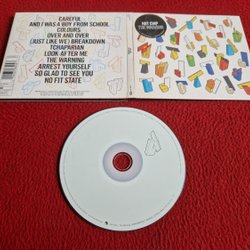 CAREFUL
AND I WAS A BOY FROM SCHOOL
COLOURS
OVER AND OVER
(JUST LIKE WE) BREAKDOWN
TCHAPARIAN
LOOK AFTER ME
THE WARNING
ARREST YOURSELF
SO GLAD TO SEE YOU
NO FIT STATE
HOT CHIP
THE WARNING